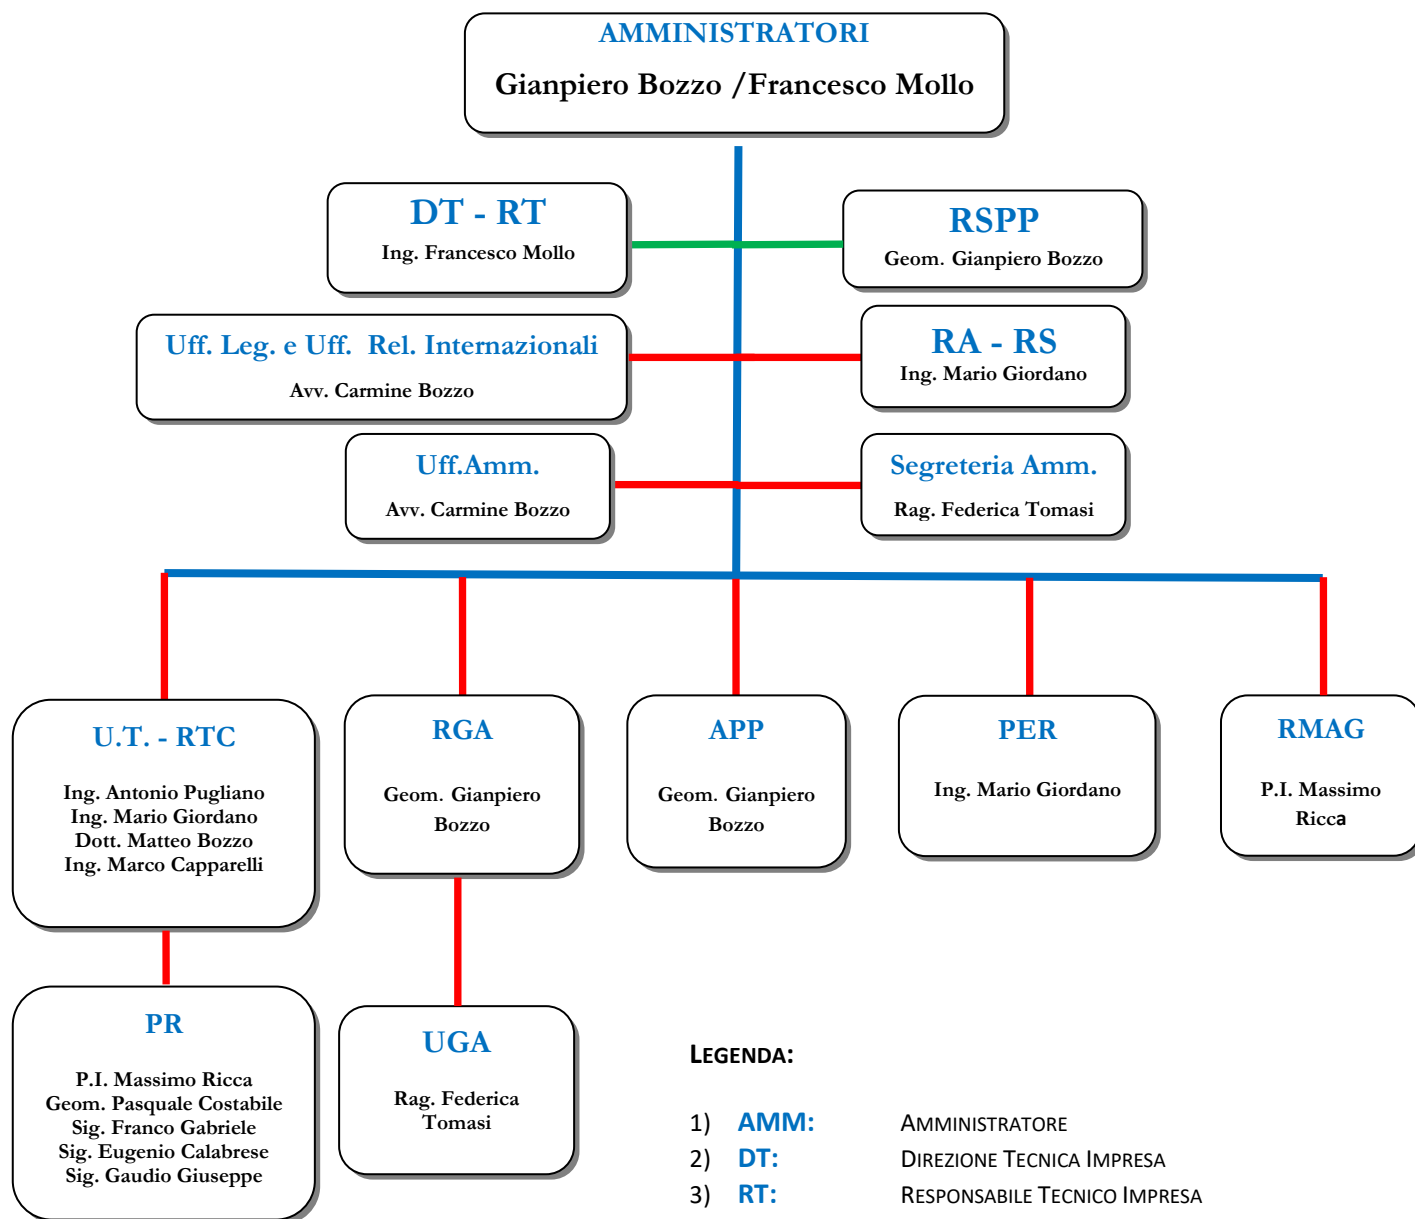 AMMINISTRATORI
Gianpiero Bozzo /Francesco Mollo
DT - RT
Ing. Francesco Mollo
RSPP
Geom. Gianpiero Bozzo
Uff. Leg. e Uff. Rel. Internazionali
Avv. Carmine Bozzo
RA - RS
Ing. Mario Giordano
Uff.Amm.
Avv. Carmine Bozzo
Segreteria Amm.
Rag. Federica Tomasi
U.T. - RTC
Ing. Antonio Pugliano
Ing. Mario Giordano
Dott. Matteo Bozzo
Ing. Marco Capparelli
RGA
Geom. Gianpiero
Bozzo
APP
Geom. Gianpiero
Bozzo
PER
Ing. Mario Giordano
RMAG
P.I. Massimo
Ricca
PR
P.I. Massimo Ricca
Geom. Pasquale Costabile
Sig. Franco Gabriele
Sig. Eugenio Calabrese
Sig. Gaudio Giuseppe
UGA
Rag. Federica
Tomasi
LEGENDA:
1) AMM: AMMINISTRATORE
2) DT: DIREZIONE TECNICA IMPRESA
3) RT: RESPONSABILE TECNICO IMPRESA